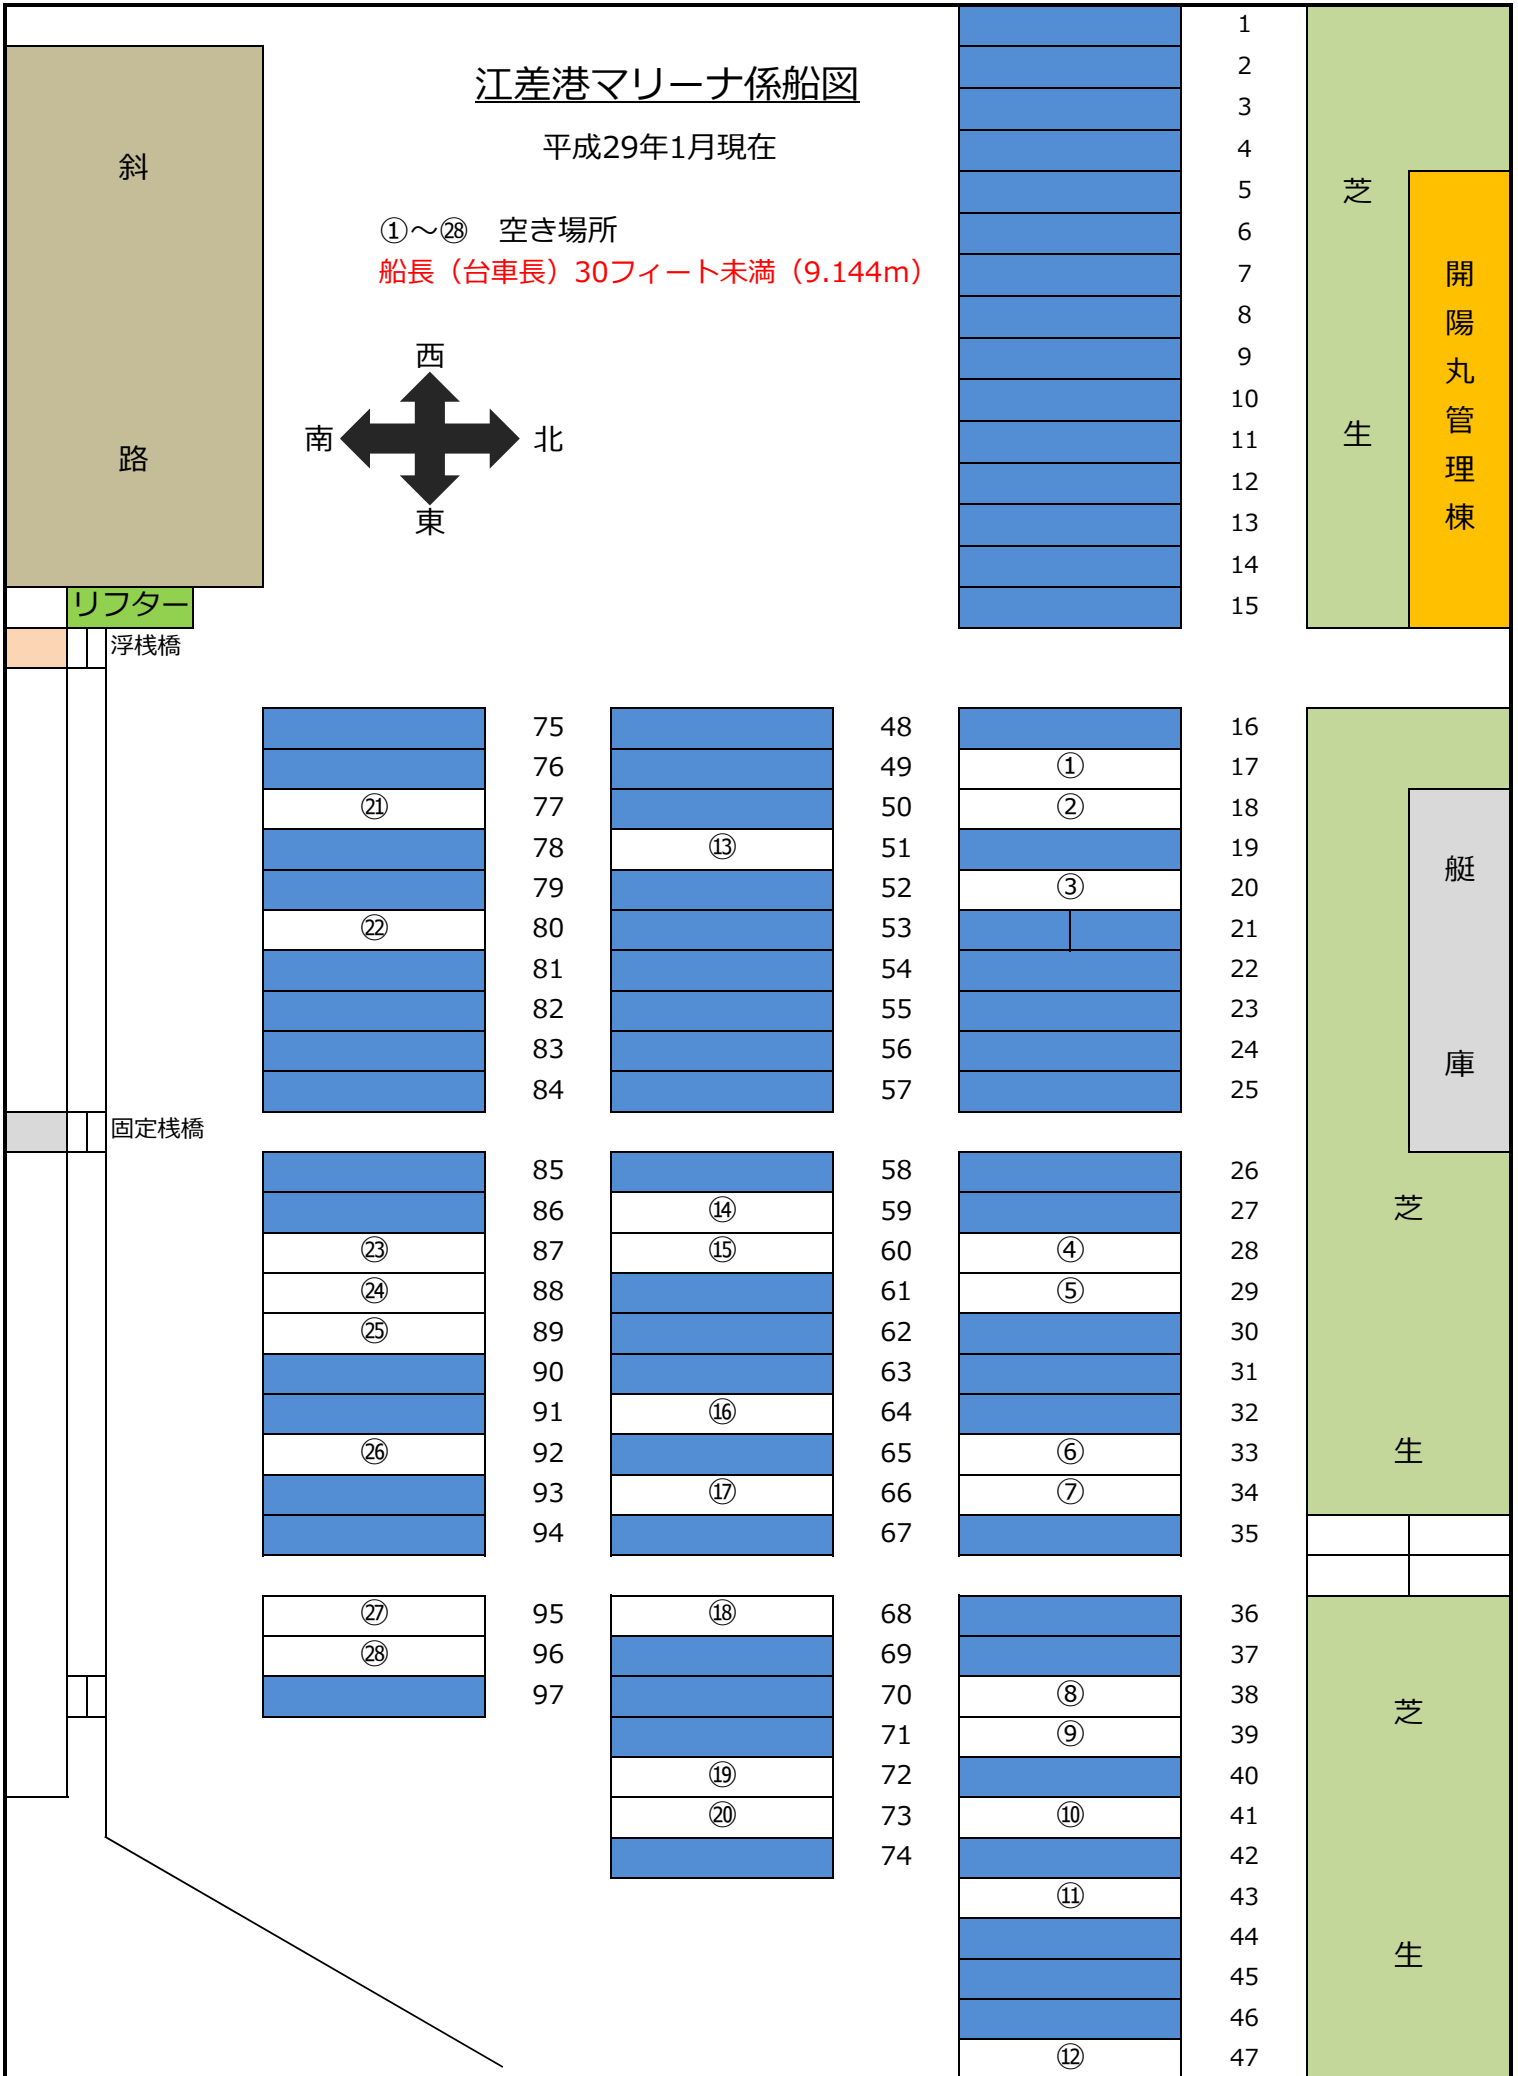 江差港マリーナ係船図
平成29年1月現在
①～㉘ 空き場所
船長（台車長）30フィート未満（9.144m）
西
南 北
東
斜
路
リフター
浮桟橋
固定桟橋
1
2
3
4
5
6
7
8
9
10
11
12
13
14
15
芝
生
開
陽
丸
管
理
棟
75 48 16
76 49 ① 17
㉑ 77 50 ② 18
78 ⑬ 51 19
79 52 ③ 20
㉒ 80 53 21
81 54 22
82 55 23
83 56 24
84 57 25
85 58 26
86 ⑭ 59 27
㉓ 87 ⑮ 60 ④ 28
㉔ 88 61 ⑤ 29
㉕ 89 62 30
90 63 31
91 ⑯ 64 32
㉖ 92 65 ⑥ 33
93 ⑰ 66 ⑦ 34
94 67 35
㉗ 95 ⑱ 68 36
㉘ 96 69 37
97 70 ⑧ 38
71 ⑨ 39
⑲ 72 40
⑳ 73 ⑩ 41
74 42
⑪ 43
44
45
46
⑫ 47
艇
庫
芝
生
芝
生